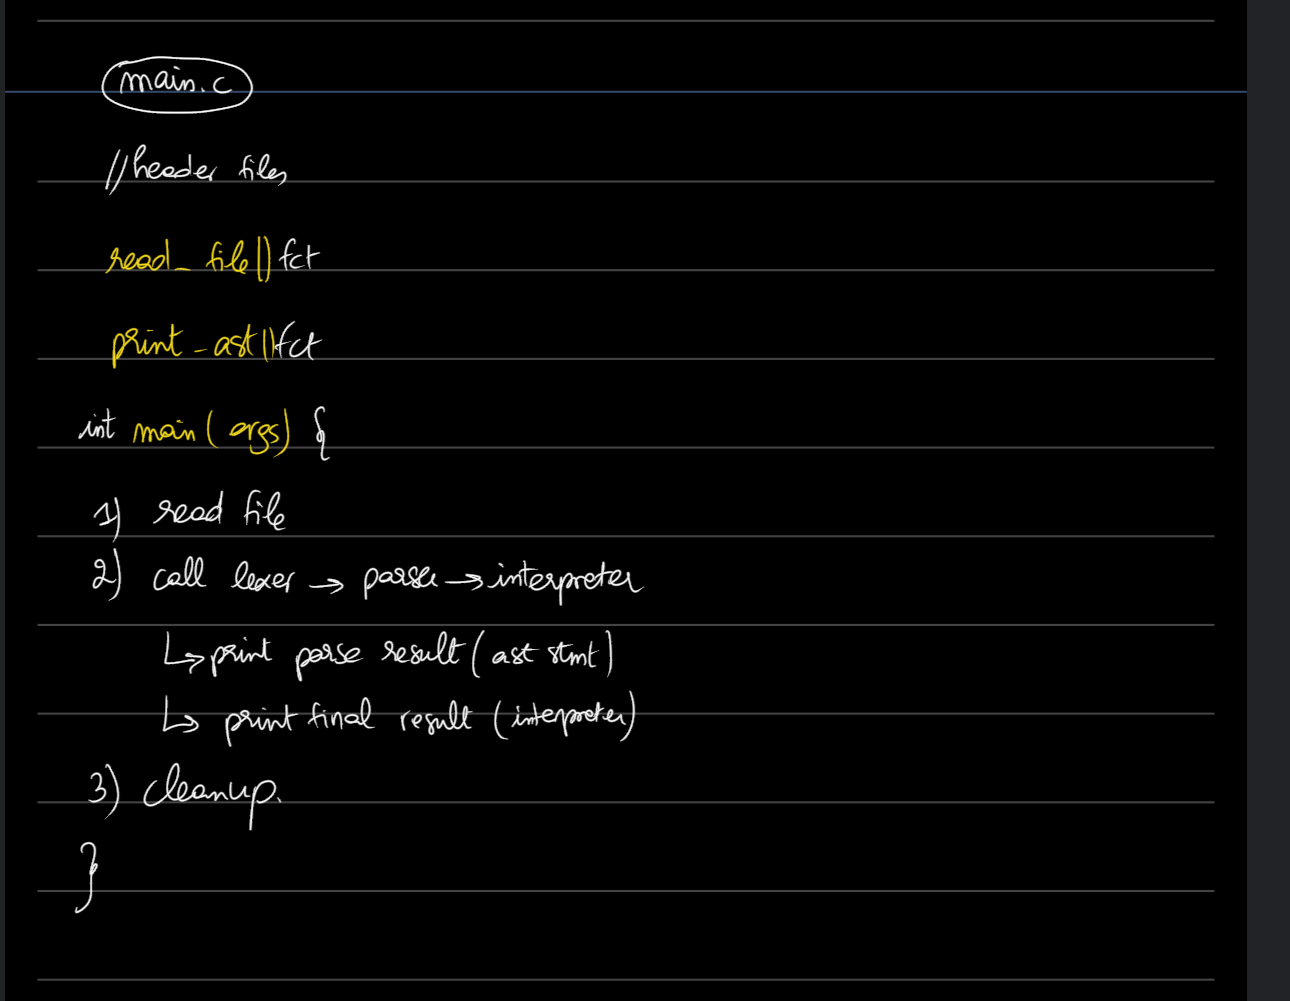 main.c
//header files
read_file() fct
print_ast() fct
int main(args) {
1) read file
2) call lexer → parser → interpreter
↳ print parse result (ast stmt)
↳ print final result (interpreter)
3) cleanup.
}